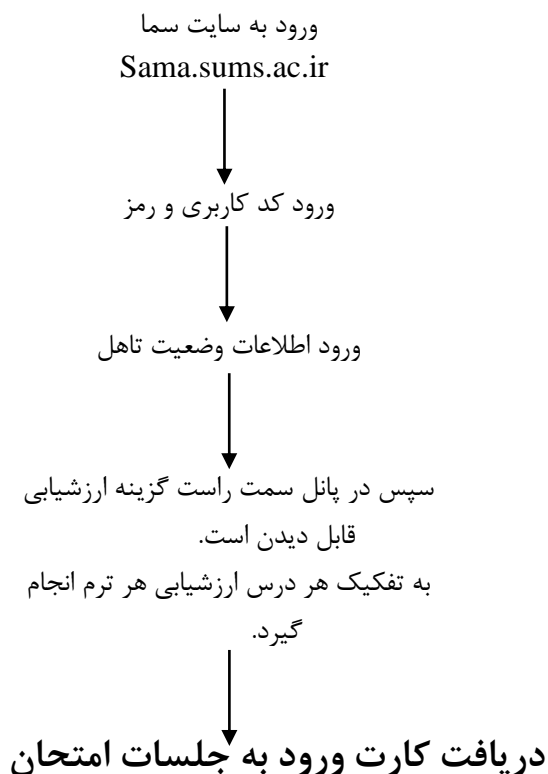 ورود به سایت سما
Sama.sums.ac.ir
ورود کد کاربری و رمز
ورود اطلاعات وضعیت تاهل
سپس در پانل سمت راست گزینه ارزشیابی
قابل دیدن است.
به تفکیک هر درس ارزشیابی هر ترم انجام
گیرد.
دریافت کارت ورود به جلسات امتحان